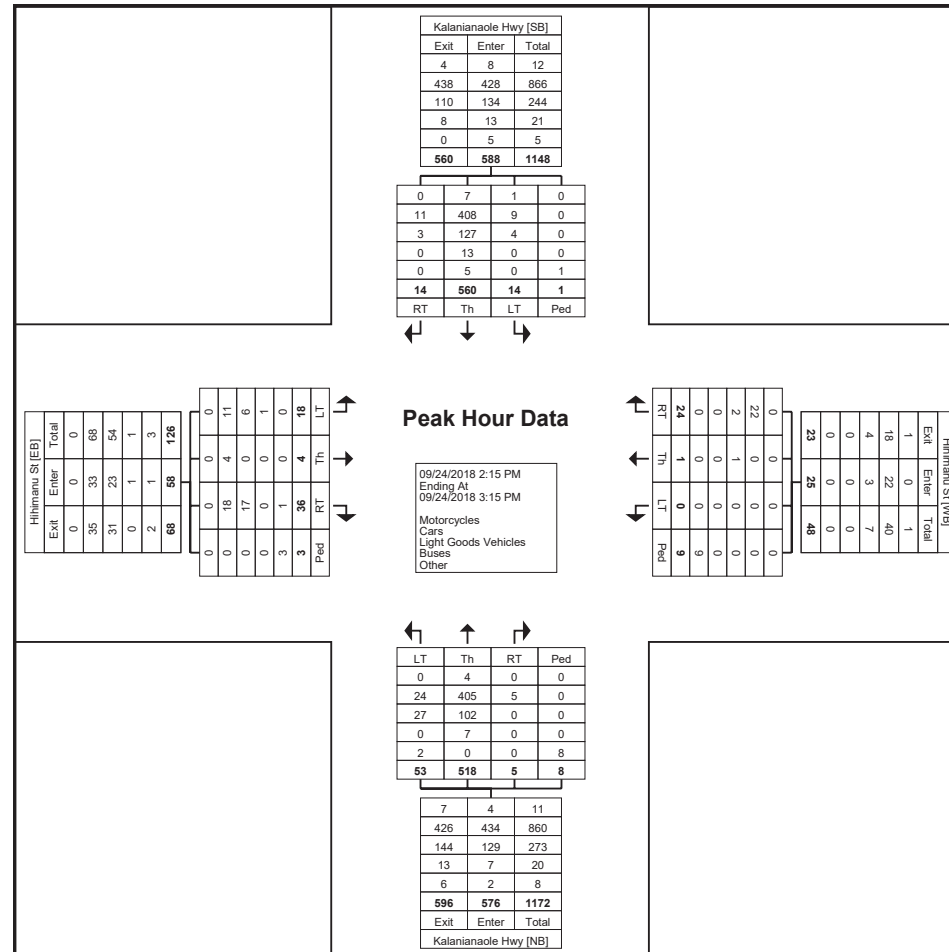 Kalanianaole Hwy [SB]
Exit Enter Total
4 8 12
438 428 866
110 134 244
8 13 21
0 5 5
560 588 1148
0 7 1 0
11 408 9 0
3 127 4 0
0 13 0 0
0 5 0 1
14 560 14 1
RT Th LT Ped
Hihimanu St [EB]
Total Enter Exit
0 0 0
68 33 35
54 23 31
1 1 0
3 1 2
126 58 68
0 0 0 0
11 4 18 0
6 0 17 0
1 0 0 0
0 0 1 3
18 4 36 3
LT Th RT Ped
Peak Hour Data
09/24/2018 2:15 PM
Ending At
09/24/2018 3:15 PM
Motorcycles
Cars
Light Goods Vehicles
Buses
Other
RT Th LT Ped
24 1 0 9
0 0 0 9
0 0 0 0
2 1 0 0
22 0 0 0
0 0 0 0
23 25 48
0 0 0
0 0 0
4 3 7
18 22 40
1 0 1
Exit Enter Total
Hihimanu St [WB]
LT Th RT Ped
0 4 0 0
24 405 5 0
27 102 0 0
0 7 0 0
2 0 0 8
53 518 5 8
7 4 11
426 434 860
144 129 273
13 7 20
6 2 8
596 576 1172
Exit Enter Total
Kalanianaole Hwy [NB]